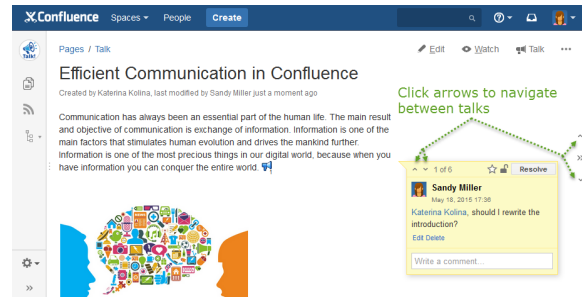 Confluence Spaces People Create
Talk!
Pages / Talk
Edit Watch Talk
Efficient Communication in Confluence
Created by Katerina Kolina, last modified by Sandy Miller just a moment ago
Communication has always been an essential part of the human life. The main result
and objective of communication is exchange of information. Information is one of the
main factors that stimulates human evolution and drives the mankind further.
Information is one of the most precious things in our digital world, because when you
have information you can conquer the entire world.
Click arrows to navigate
between talks
1 of 6 Resolve
Sandy Miller
May 18, 2015 17:36
Katerina Kolina, should I rewrite the
introduction?
Edit Delete
Write a comment...